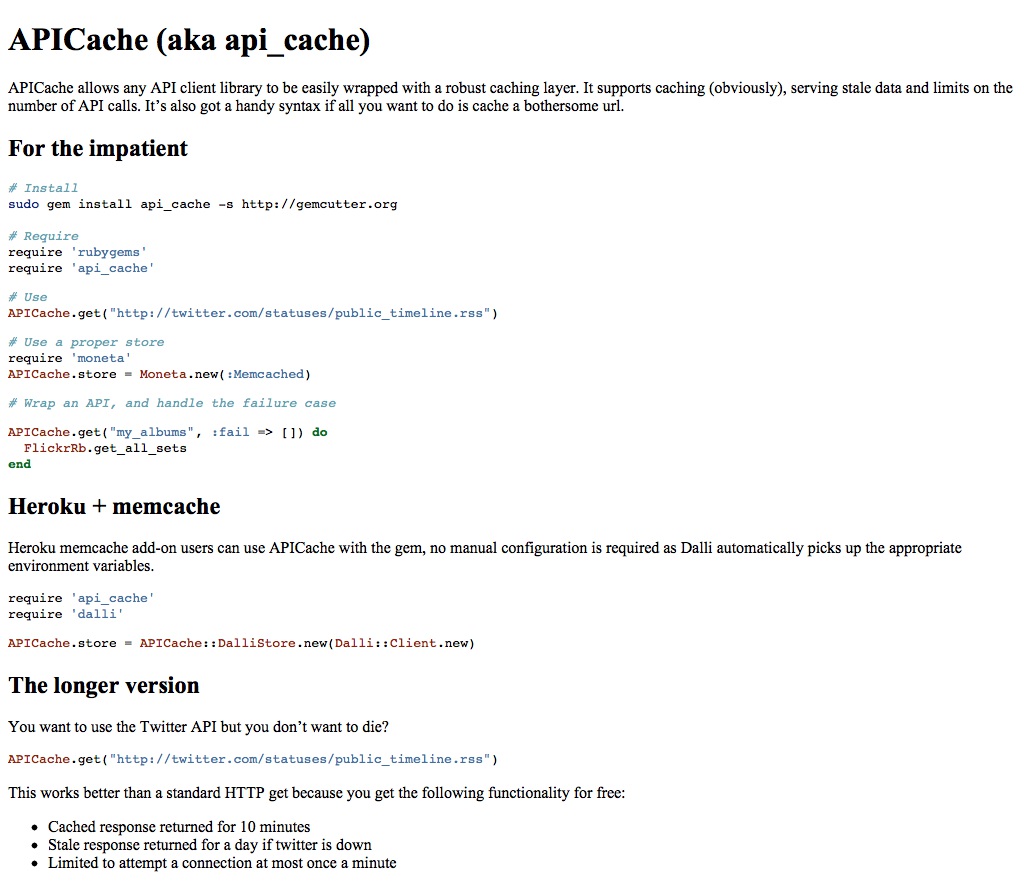 APICache (aka api_cache)
APICache allows any API client library to be easily wrapped with a robust caching layer. It supports caching (obviously), serving stale data and limits on the
number of API calls. It’s also got a handy syntax if all you want to do is cache a bothersome url.
For the impatient
# Install
sudo gem install api_cache -s http://gemcutter.org
# Require
require 'rubygems'
require 'api_cache'
# Use
APICache.get("http://twitter.com/statuses/public_timeline.rss")
# Use a proper store
require 'moneta'
APICache.store = Moneta.new(:Memcached)
# Wrap an API, and handle the failure case
APICache.get("my_albums", :fail => []) do
  FlickrRb.get_all_sets
end
Heroku + memcache
Heroku memcache add-on users can use APICache with the gem, no manual configuration is required as Dalli automatically picks up the appropriate
environment variables.
require 'api_cache'
require 'dalli'
APICache.store = APICache::DalliStore.new(Dalli::Client.new)
The longer version
You want to use the Twitter API but you don’t want to die?
APICache.get("http://twitter.com/statuses/public_timeline.rss")
This works better than a standard HTTP get because you get the following functionality for free:
• Cached response returned for 10 minutes
• Stale response returned for a day if twitter is down
• Limited to attempt a connection at most once a minute